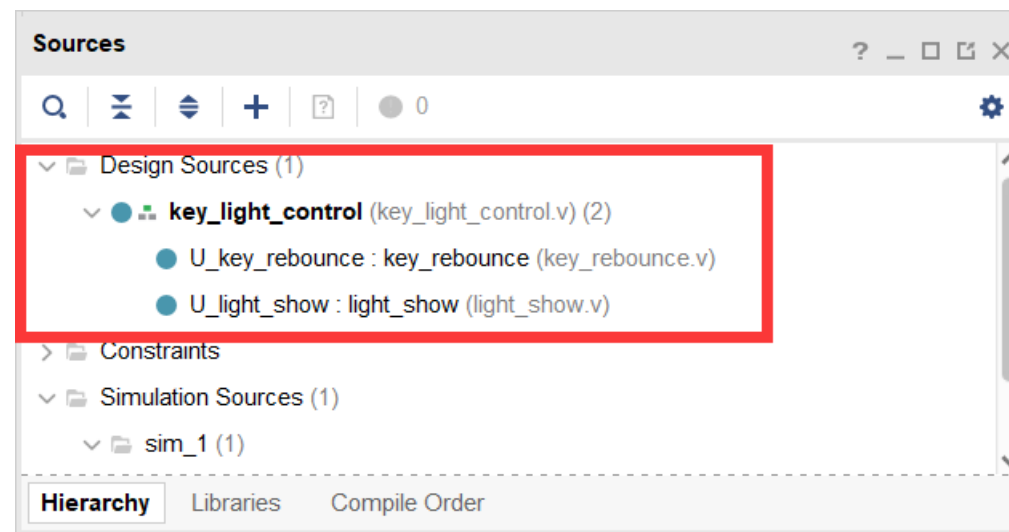 Sources
?
? 0
Design Sources (1)
key_light_control (key_light_control.v) (2)
U_key_rebounce : key_rebounce (key_rebounce.v)
U_light_show : light_show (light_show.v)
Constraints
Simulation Sources (1)
sim_1 (1)
Hierarchy Libraries Compile Order